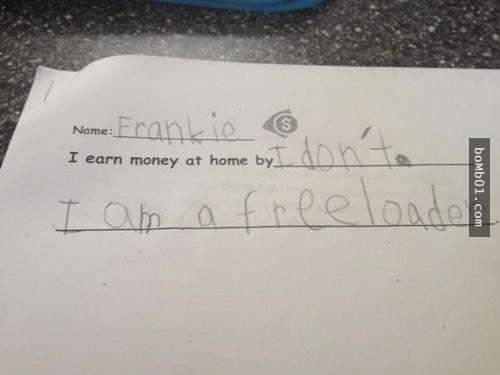 Name: Frankie
I earn money at home by I don't.
I am a freeloader.
$
bomb01.com